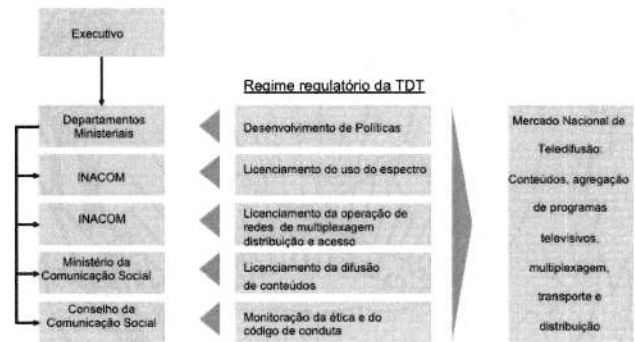 Executivo
Regime regulatório da TDT
Departamentos
Ministeriais
Desenvolvimento de Políticas
INACOM
Licenciamento do uso do espectro
INACOM
Licenciamento da operação de
redes de multiplexagem
distribuição e acesso
Ministério da
Comunicação Social
Licenciamento da difusão
de conteúdos
Conselho da
Comunicação Social
Monitoração da ética e do
código de conduta
Mercado Nacional de
Teledifusão:
Conteúdos, agregação
de programas
televisivos,
multiplexagem,
transporte e
distribuição